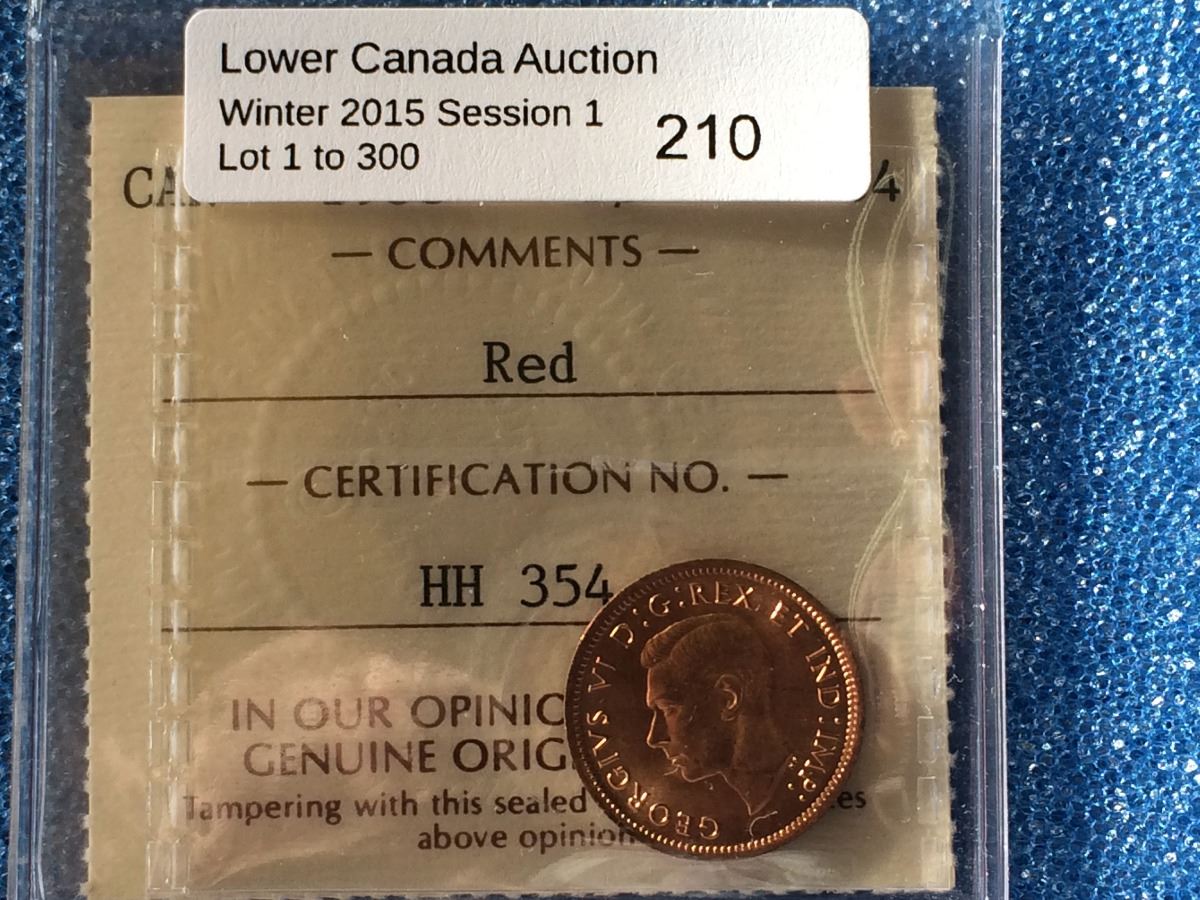 Lower Canada Auction
Winter 2015 Session 1
Lot 1 to 300
210
— COMMENTS —
Red
— CERTIFICATION NO. —
HH 354
IN OUR OPINIO
GENUINE ORIG
Tampering with this sealed
above opinion
GEORGIVS VI D:G:REX ET IND:IMP: